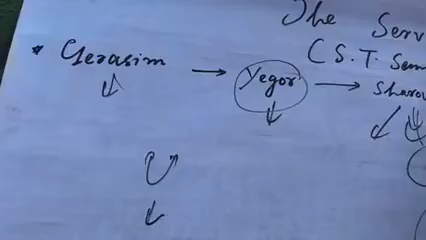 The Serv
(S.T. Sem
* Gerasim → Yegor → Sharov